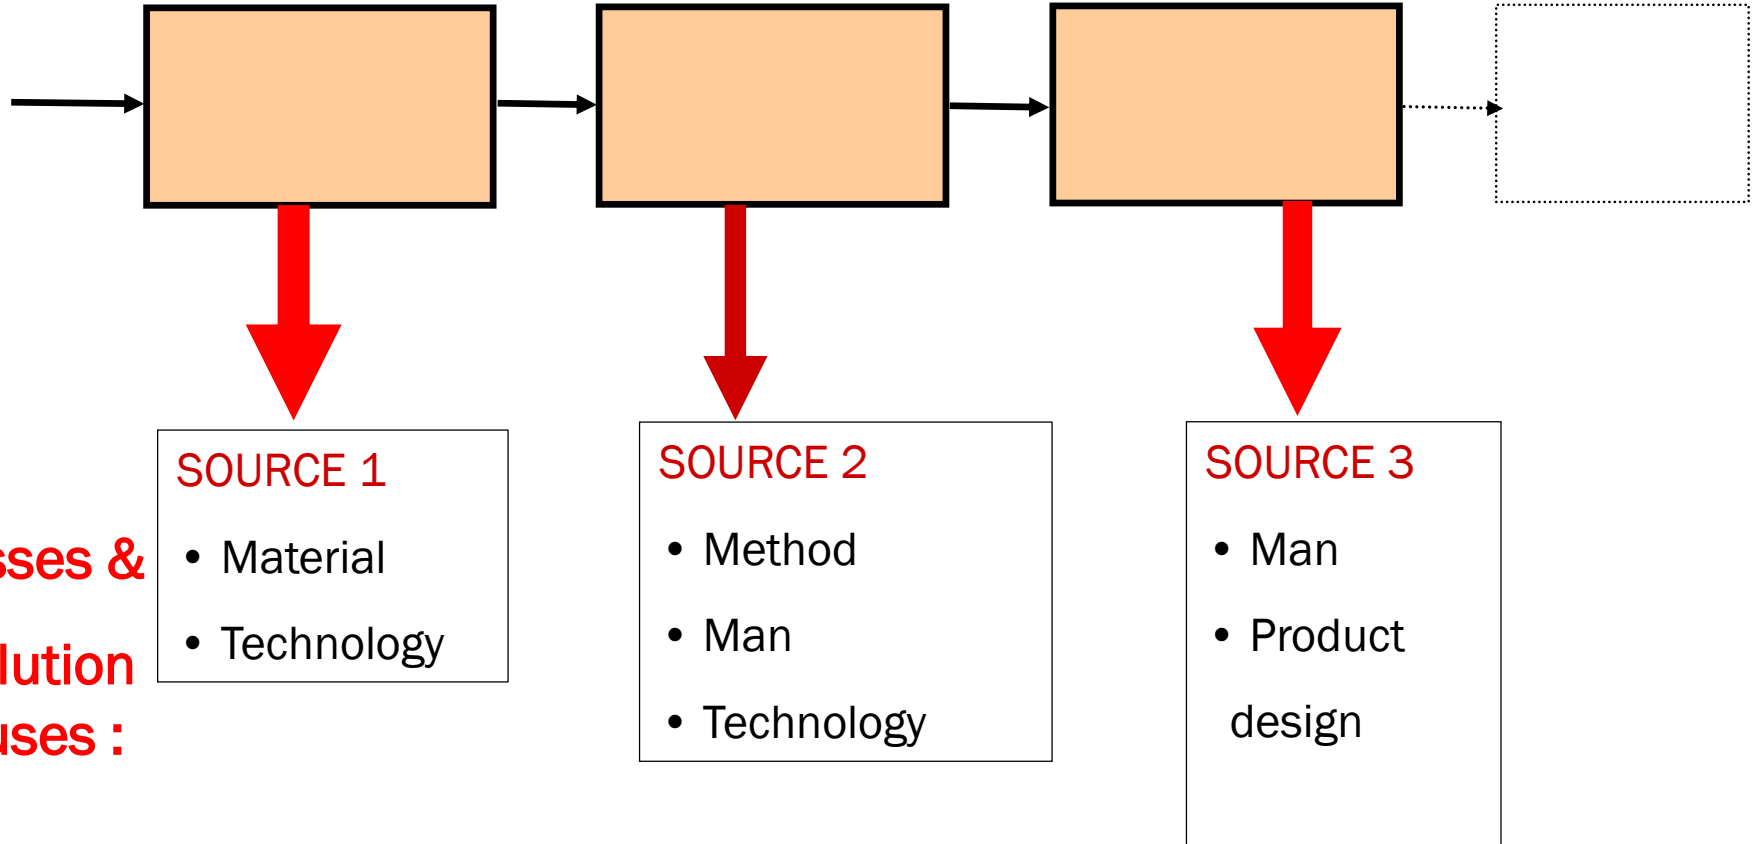 SOURCE 1
• Material
• Technology
SOURCE 2
• Method
• Man
• Technology
SOURCE 3
• Man
• Product
design
&
: